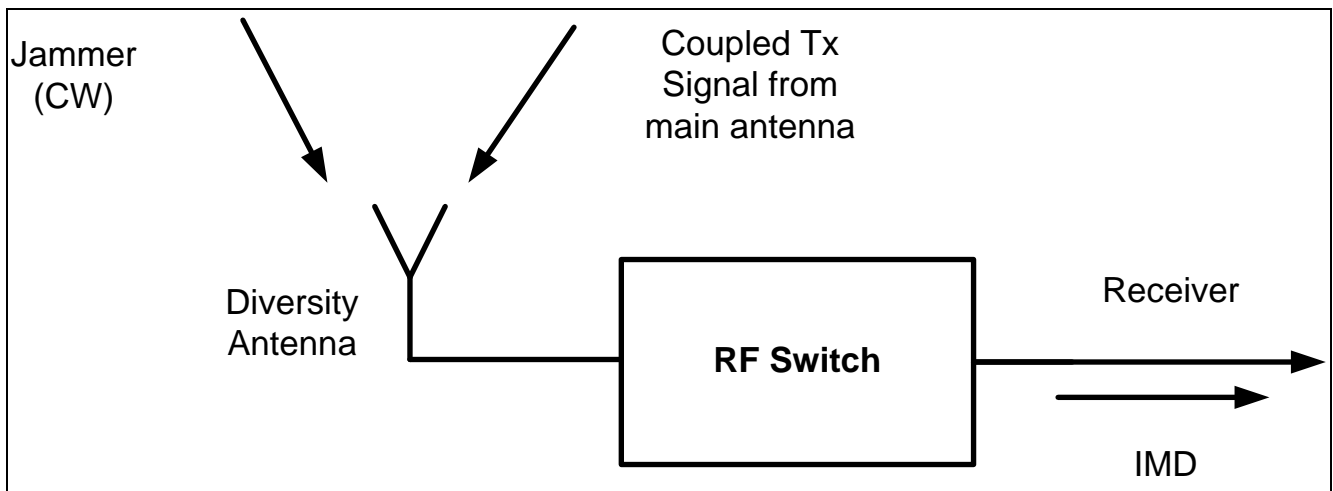 Jammer
(CW)
Coupled Tx
Signal from
main antenna
Diversity
Antenna
RF Switch
Receiver
IMD